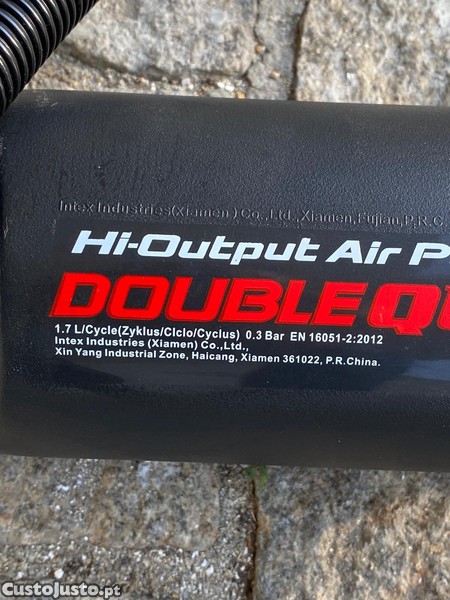 Intex Industries(xiamen) Co.,Ltd.,Xiamen,Fujian,P.R.C.
Hi-Output Air P
DOUBLE QU
1.7 L/Cycle(Zyklus/Ciclo/Cyclus) 0.3 Bar EN 16051-2:2012
Intex Industries (Xiamen) Co.,Ltd.,
Xin Yang Industrial Zone, Haicang, Xiamen 361022, P.R.China.
CustoJusto.pt